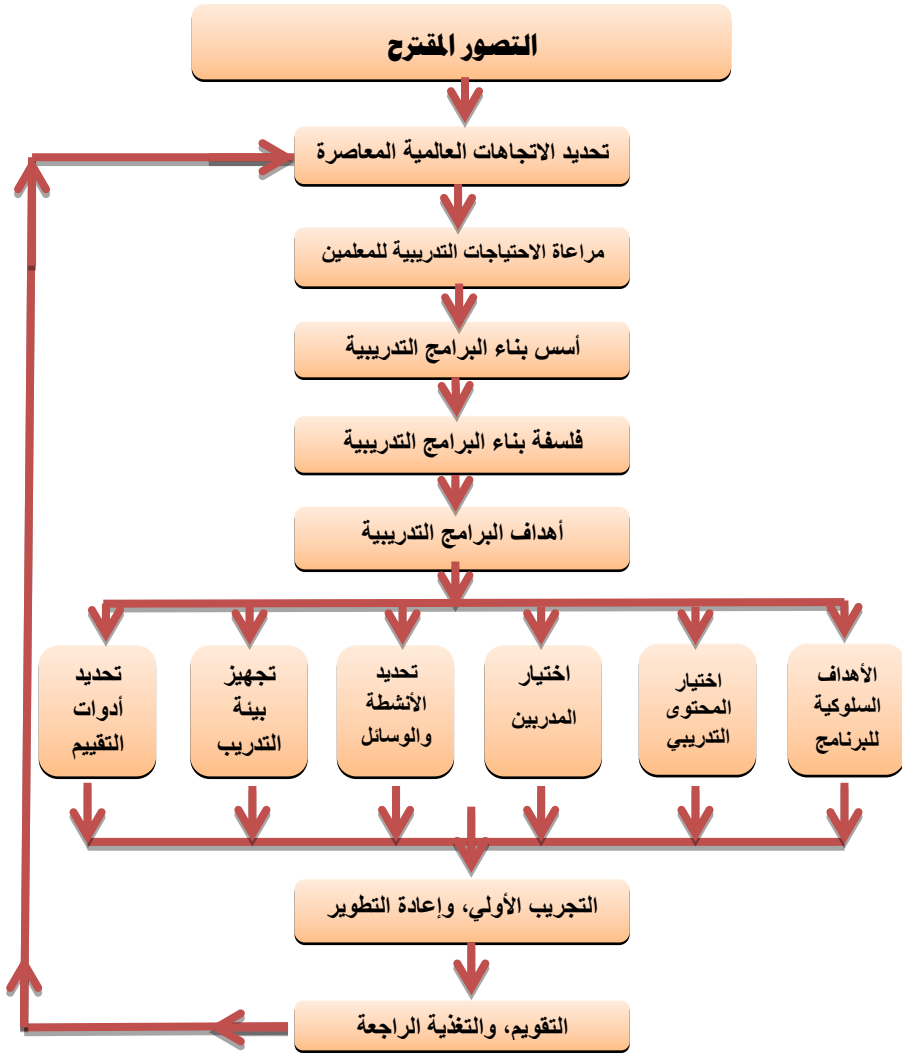 التصور المقترح
تحديد الاتجاهات العالمية المعاصرة
مراعاة الاحتياجات التدريبية للمعلمين
أسس بناء البرامج التدريبية
فلسفة بناء البرامج التدريبية
أهداف البرامج التدريبية
الأهداف
السلوكية
للبرنامج
اختيار
المحتوى
التدريبي
اختيار
المدربين
تحديد
الأنشطة
والوسائل
تجهيز
بيئة
التدريب
تحديد
أدوات
التقييم
التجريب الأولي، وإعادة التطوير
التقويم، والتغذية الراجعة